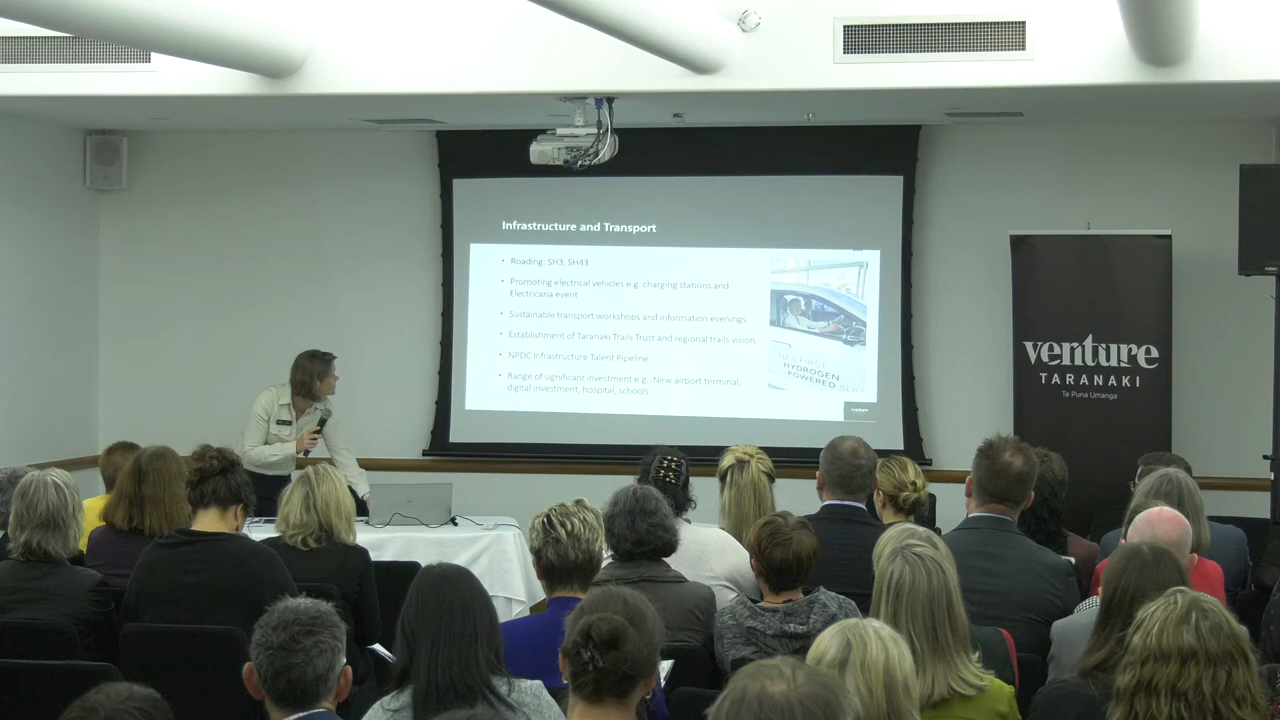 Infrastructure and Transport
• Roading: SH3, SH43
• Promoting electrical vehicles e.g. charging stations and
Electricana event
• Sustainable transport workshops and information evenings
• Establishment of Taranaki Trails Trust and regional trails vision
• NPDC Infrastructure Talent Pipeline
• Range of significant investment e.g. New airport terminal,
digital investment, hospital, schools
NZ'S FIRST
HYDROGEN
POWERED
venture
TARANAKI
Te Puna Umanga